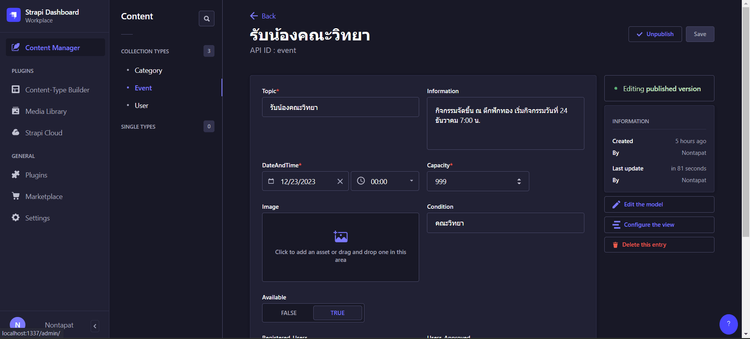 Strapi Dashboard
Workplace
Content Manager
PLUGINS
Content-Type Builder
Media Library
Strapi Cloud
GENERAL
Plugins
Marketplace
Settings
N
Nontapat
localhost:1337/admin/
Content
COLLECTION TYPES
3
Category
Event
User
SINGLE TYPES
0
Back
รับน้องคณะวิทยา
API ID : event
Unpublish
Save
Topic*
รับน้องคณะวิทยา
Information
กิจกรรมจัดขึ้น ณ ตึกฟักทอง เริ่มกิจกรรมวันที่ 24
ธันวาคม 7:00 น.
DateAndTime*
12/23/2023
00:00
Capacity*
999
Image
Click to add an asset or drag and drop one in this
area
Condition
คณะวิทยา
Available
FALSE
TRUE
Registered_Users
Users_Approved
Editing published version
INFORMATION
Created
5 hours ago
By
Nontapat
Last update
in 81 seconds
By
Nontapat
Edit the model
Configure the view
Delete this entry
?